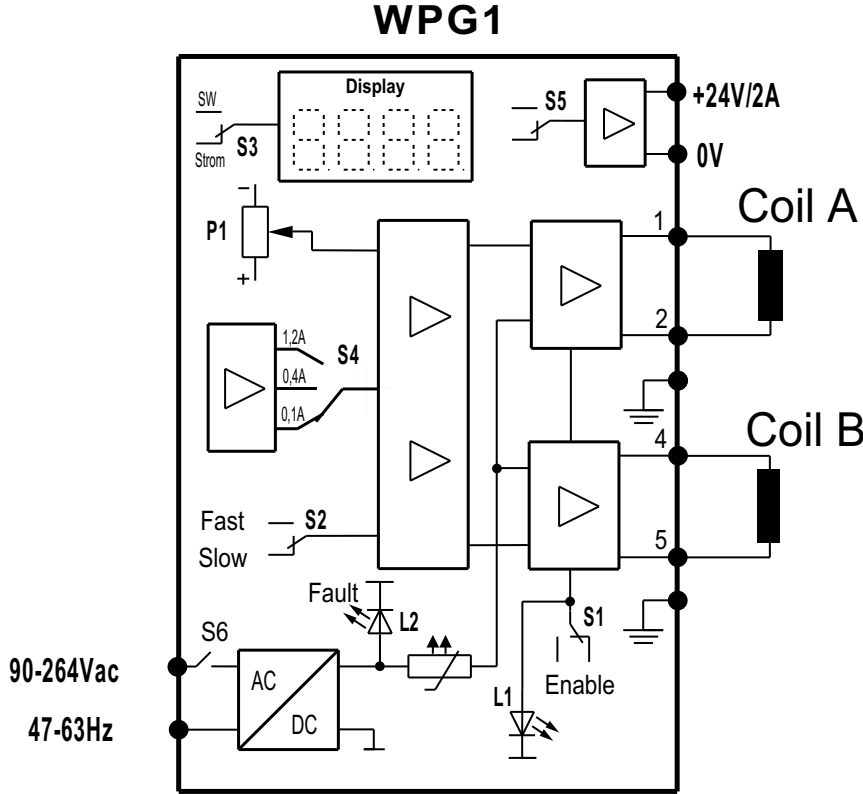 WPG1
Display
SW
S3
Strom
S5
+24V/2A
0V
P1
−
+
Coil A
1
2
1,2A
0,4A
0,1A
S4
Coil B
4
5
Fast
Slow
S2
Fault
L2
S1
Enable
L1
S6
90-264Vac
47-63Hz
AC
DC